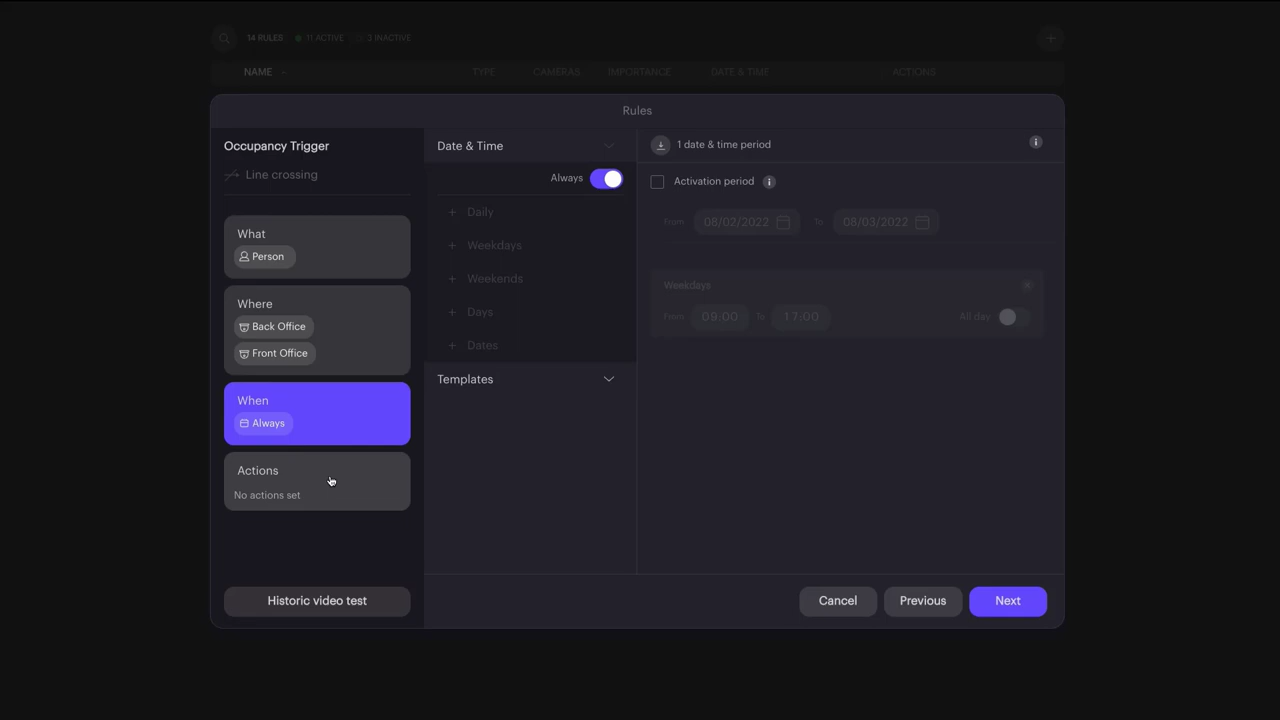 14 RULES 11 ACTIVE 3 INACTIVE
NAME TYPE CAMERAS IMPORTANCE DATE & TIME ACTIONS
Rules
Occupancy Trigger
Line crossing
What
Person
Where
Back Office
Front Office
When
Always
Actions
No actions set
Historic video test
Date & Time
Always
Daily
Weekdays
Weekends
Days
Dates
Templates
1 date & time period
Activation period
From 08/02/2022 To 08/03/2022
Weekdays
From 09:00 To 17:00 All day
Cancel Previous Next